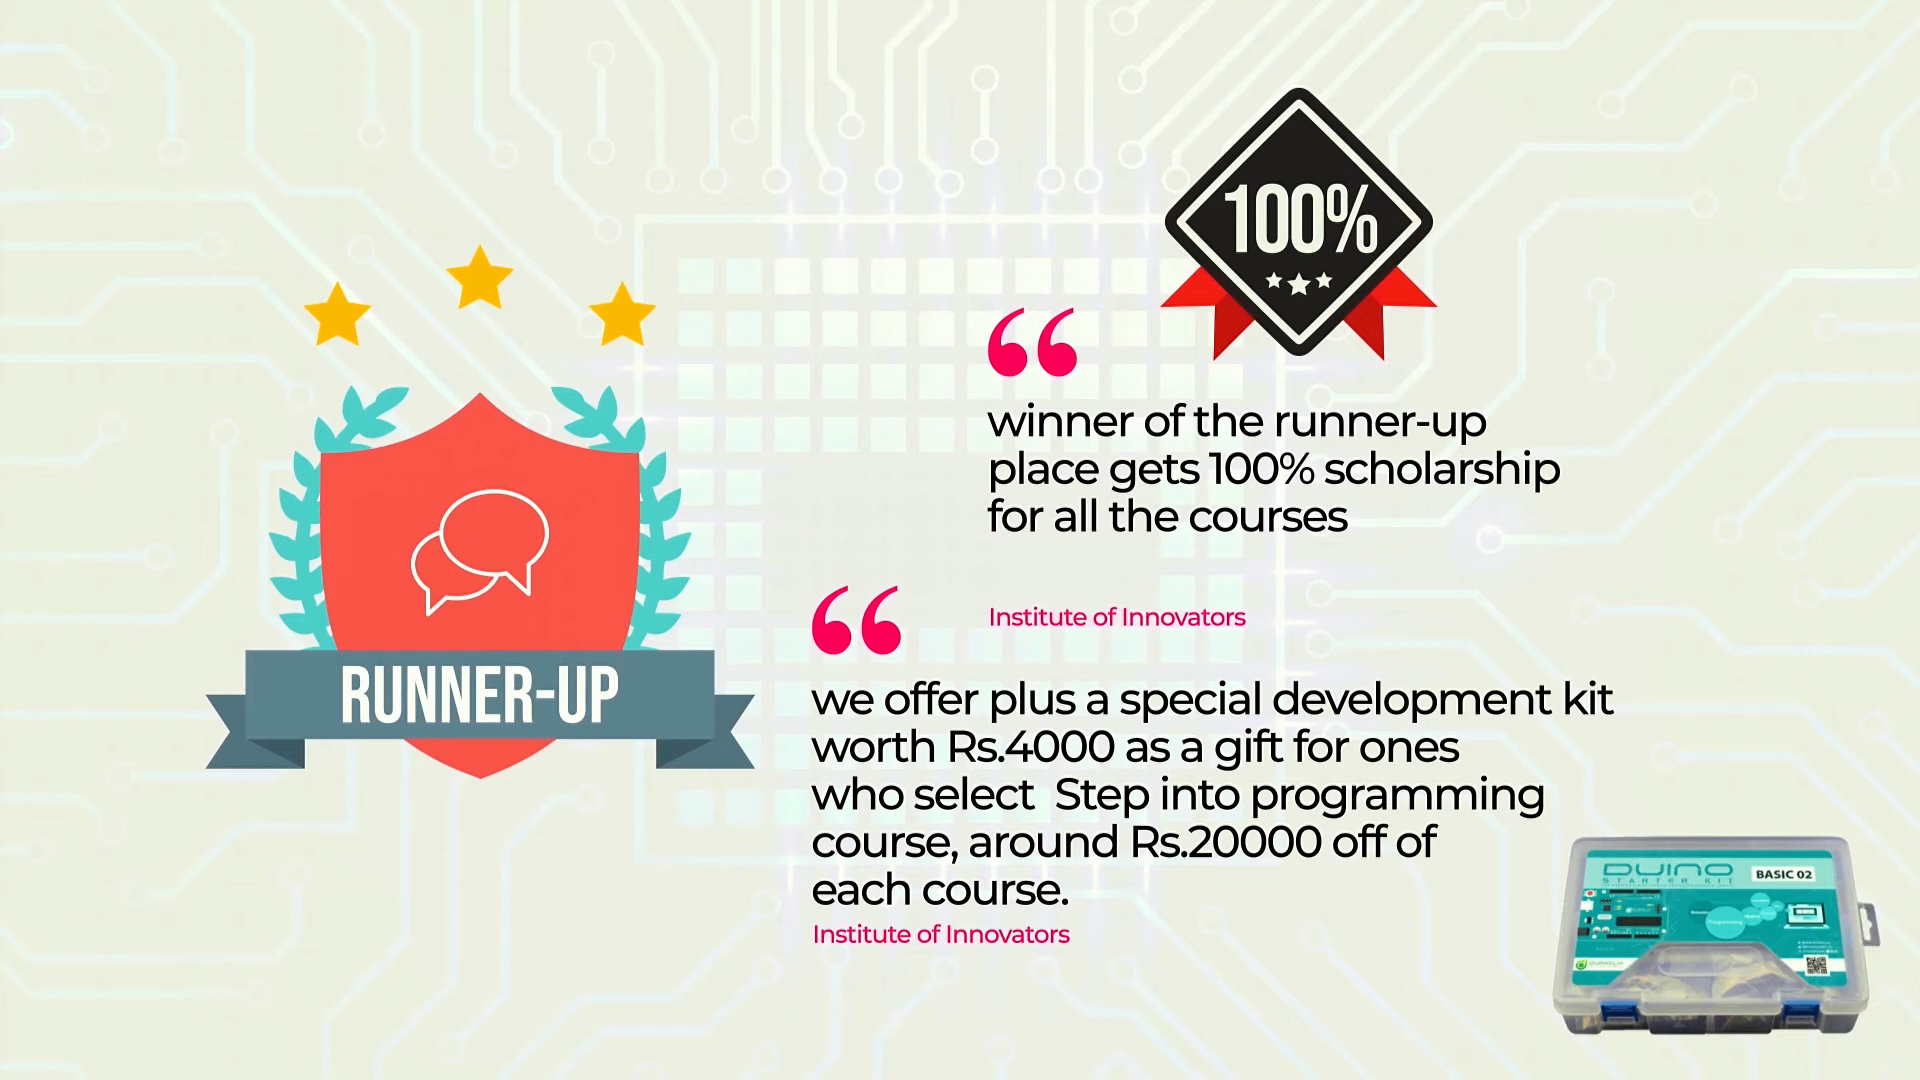 100%
winner of the runner-up
place gets 100% scholarship
for all the courses
Institute of Innovators
RUNNER-UP
we offer plus a special development kit
worth Rs.4000 as a gift for ones
who select  Step into programming
course, around Rs.20000 off of
each course.
Institute of Innovators
DUINO
STARTER KIT
BASIC 02